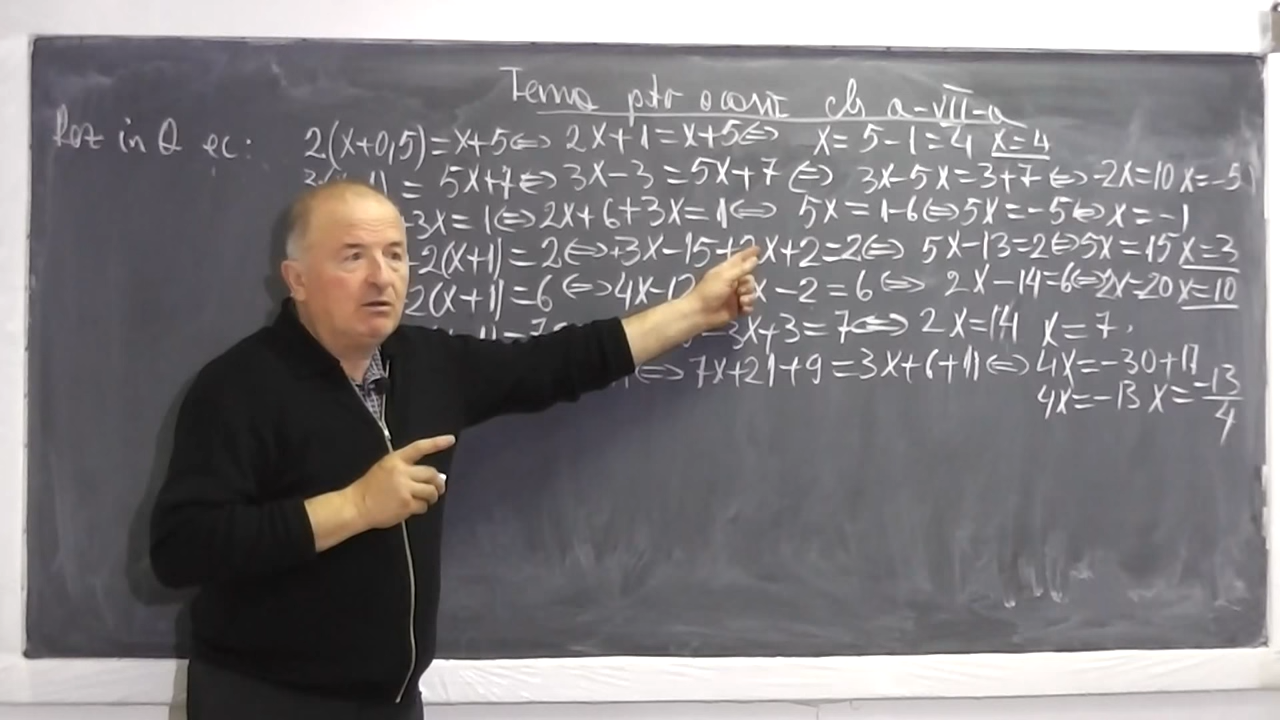 Tema ptr cl a-VII-a
Rez in Q ec: 2(x+0,5)=x+5⇔ 2x+1=x+5⇔ x=5-1=4 x=4
= 5x+7⇔ 3x-3=5x+7 ⇔ 3x-5x=3+7 ⇔ -2x=10 x=-5
+3x=1⇔2x+6+3x=1⇔ 5x=1-6⇔5x=-5⇔x=-1
-2(x+1)=2⇔+3x-15+2x+2=2⇔ 5x-13=2⇔5x=15 x=3
2(x+1)=6 ⇔4x-12 x-2=6 ⇔ 2x-14=6⇔2x=20 x=10
-3x+3=7⇔ 2x=14 x=7.
⇔7x+21+9=3x+6+11⇔ 4x=-30+17
4x=-13 x=-13/4